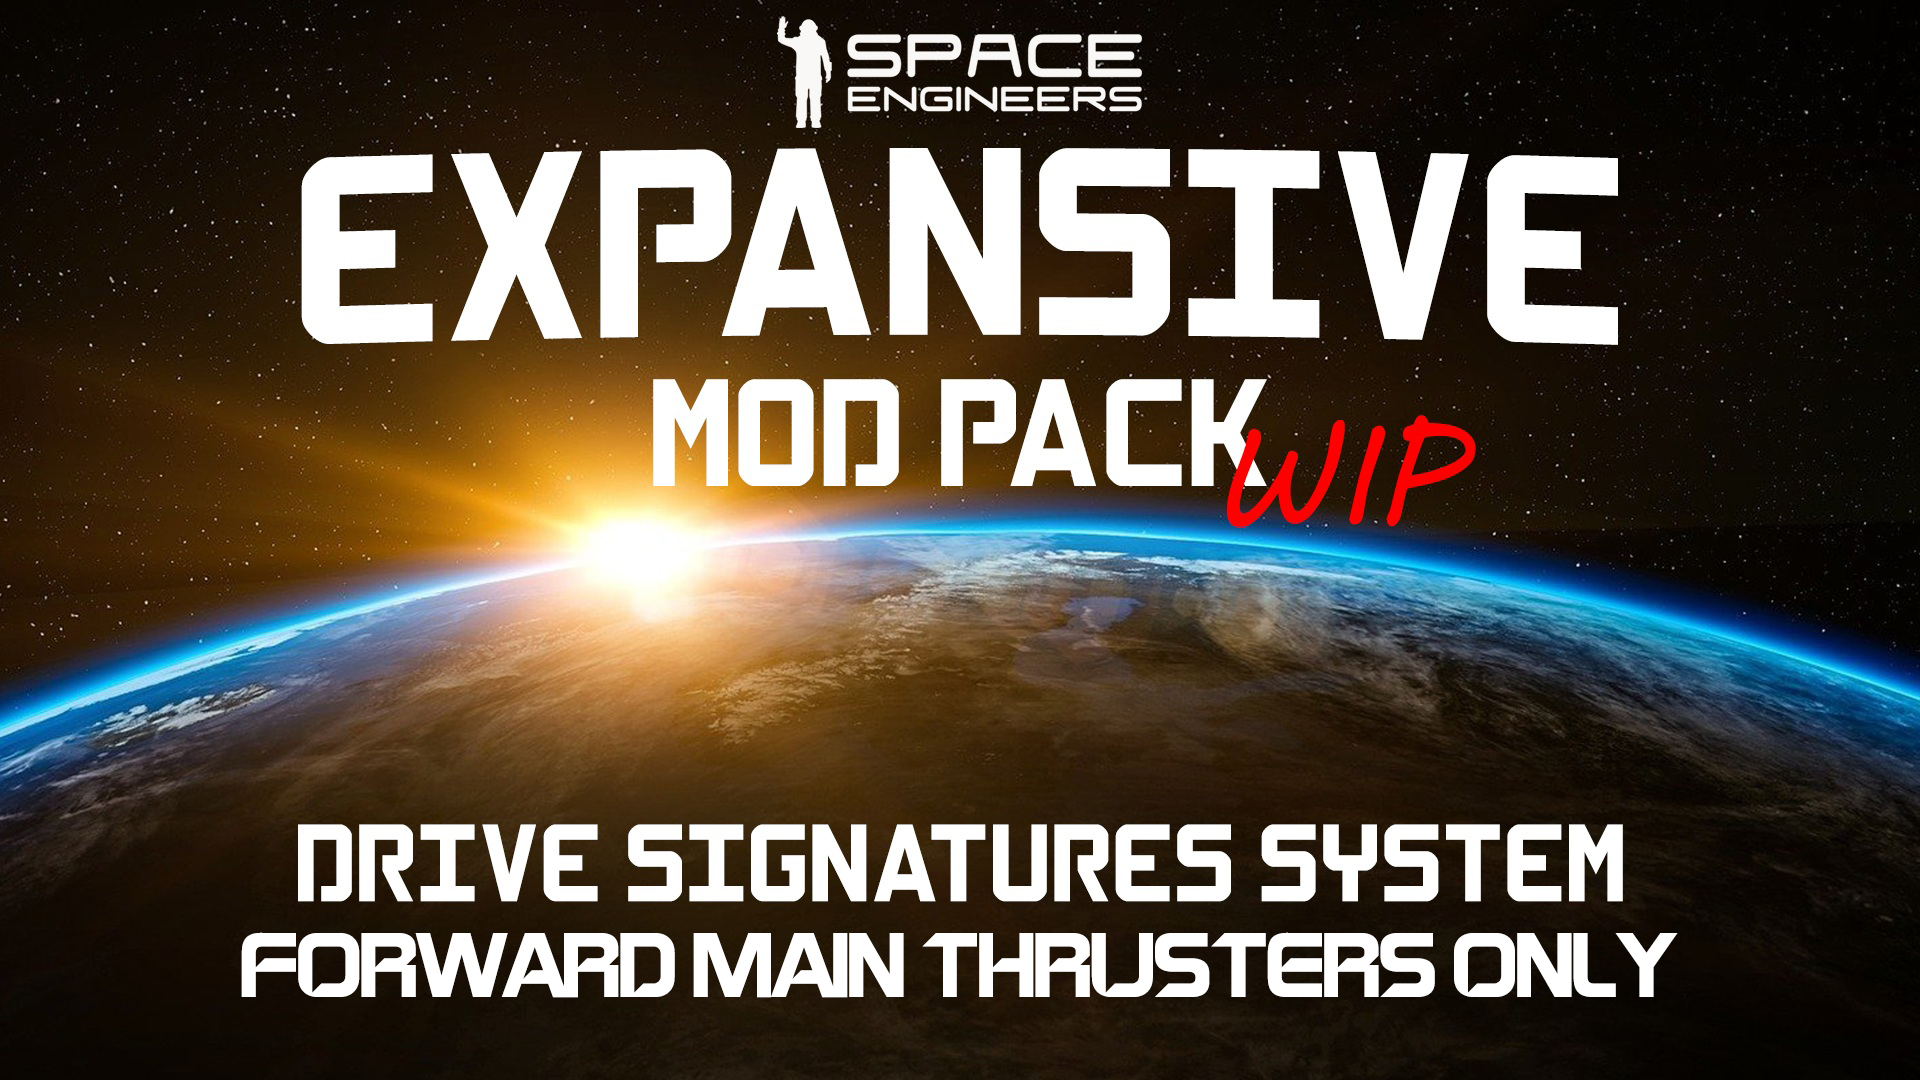 SPACE
ENGINEERS
EXPANSIVE
MOD PACK
WIP
DRIVE SIGNATURES SYSTEM
FORWARD MAIN THRUSTERS ONLY